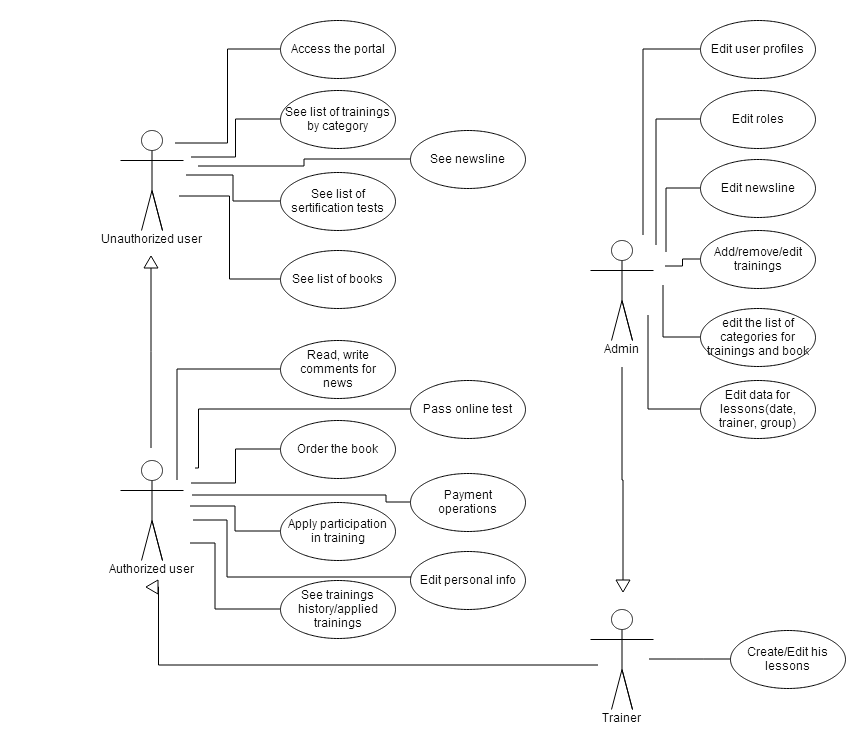 Access the portal
See list of trainings
by category
See newsline
See list of
sertification tests
See list of books
Unauthorized user
Read, write
comments for
news
Pass online test
Order the book
Payment
operations
Apply participation
in training
Edit personal info
See trainings
history/applied
trainings
Authorized user
Edit user profiles
Edit roles
Edit newsline
Add/remove/edit
trainings
edit the list of
categories for
trainings and book
Edit data for
lessons(date,
trainer, group)
Admin
Create/Edit his
lessons
Trainer